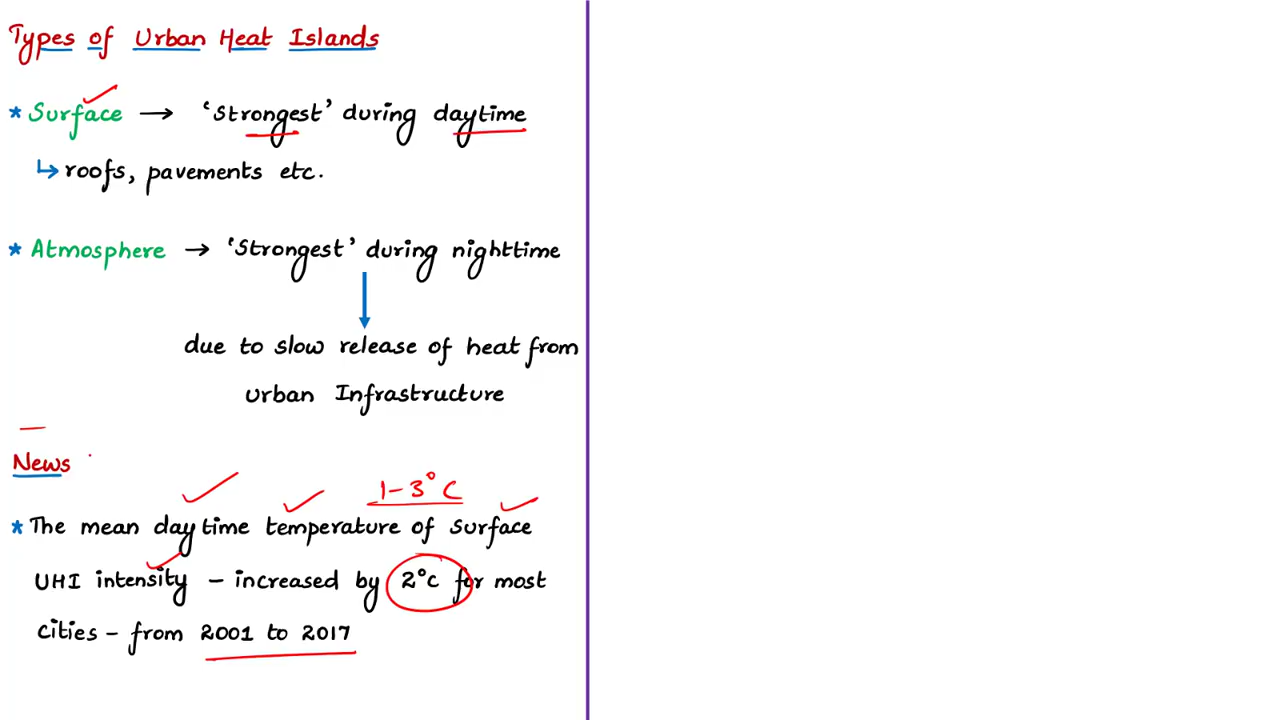 Types of Urban Heat Islands
* Surface → 'Strongest' during daytime
↳ roofs, pavements etc.
* Atmosphere → 'Strongest' during nighttime
due to slow release of heat from
urban Infrastructure
News
1-3°C
* The mean daytime temperature of surface
UHI intensity - increased by 2°C for most
cities - from 2001 to 2017